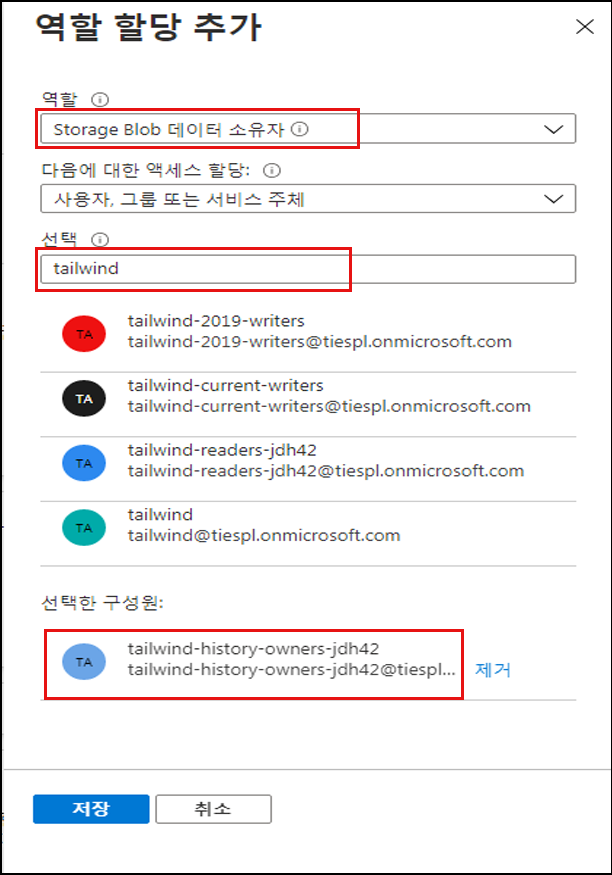 역할 할당 추가
역할
Storage Blob 데이터 소유자
다음에 대한 액세스 할당:
사용자, 그룹 또는 서비스 주체
선택
tailwind
TA
tailwind-2019-writers
tailwind-2019-writers@tiespl.onmicrosoft.com
TA
tailwind-current-writers
tailwind-current-writers@tiespl.onmicrosoft.com
TA
tailwind-readers-jdh42
tailwind-readers-jdh42@tiespl.onmicrosoft.com
TA
tailwind
tailwind@tiespl.onmicrosoft.com
선택한 구성원:
TA
tailwind-history-owners-jdh42
tailwind-history-owners-jdh42@tiespl... 제거
저장 취소